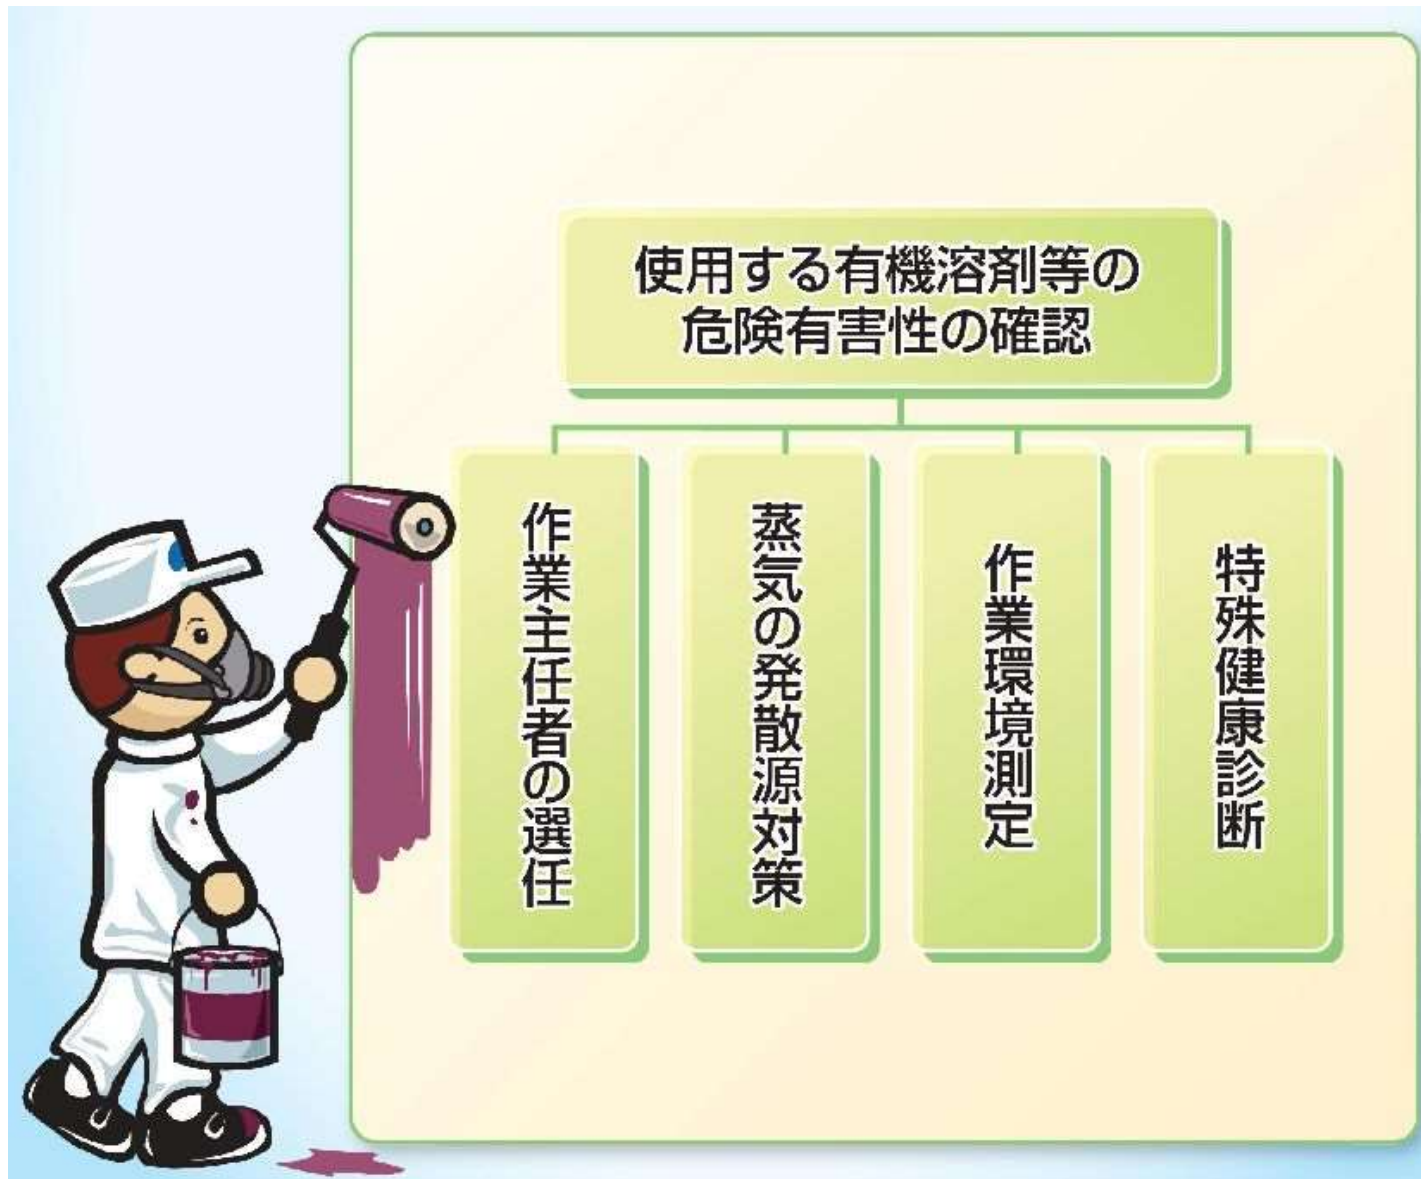 使用する有機溶剤等の
危険有害性の確認
作業主任者の選任
蒸気の発散源対策
作業環境測定
特殊健康診断